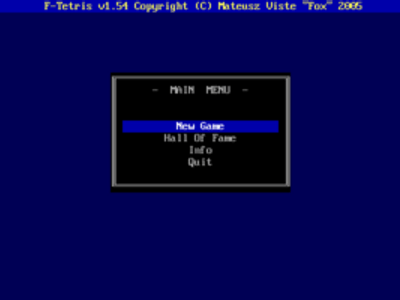 F-Tetris v1.54 Copyright (C) Mateusz Viste "Fox" 2005
- MAIN MENU -
New Game
Hall Of Fame
Info
Quit